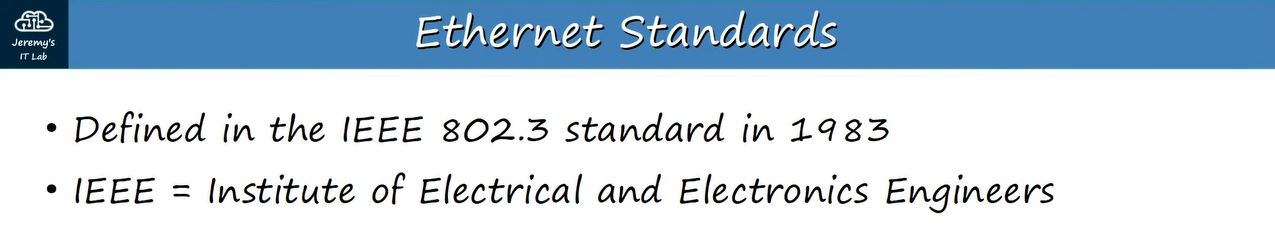 Jeremy's
IT Lab
Ethernet Standards
• Defined in the IEEE 802.3 standard in 1983
• IEEE = Institute of Electrical and Electronics Engineers